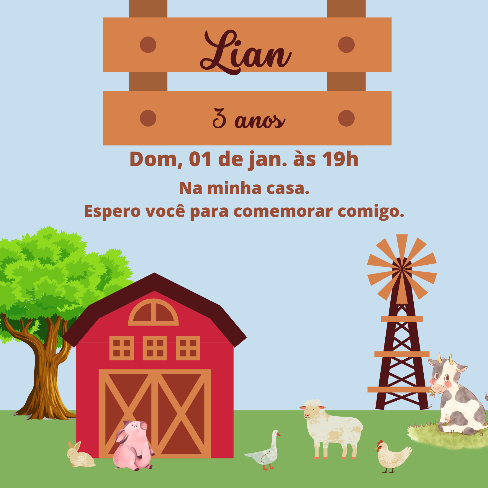 Lian
3 anos
Dom, 01 de jan. às 19h
Na minha casa.
Espero você para comemorar comigo.